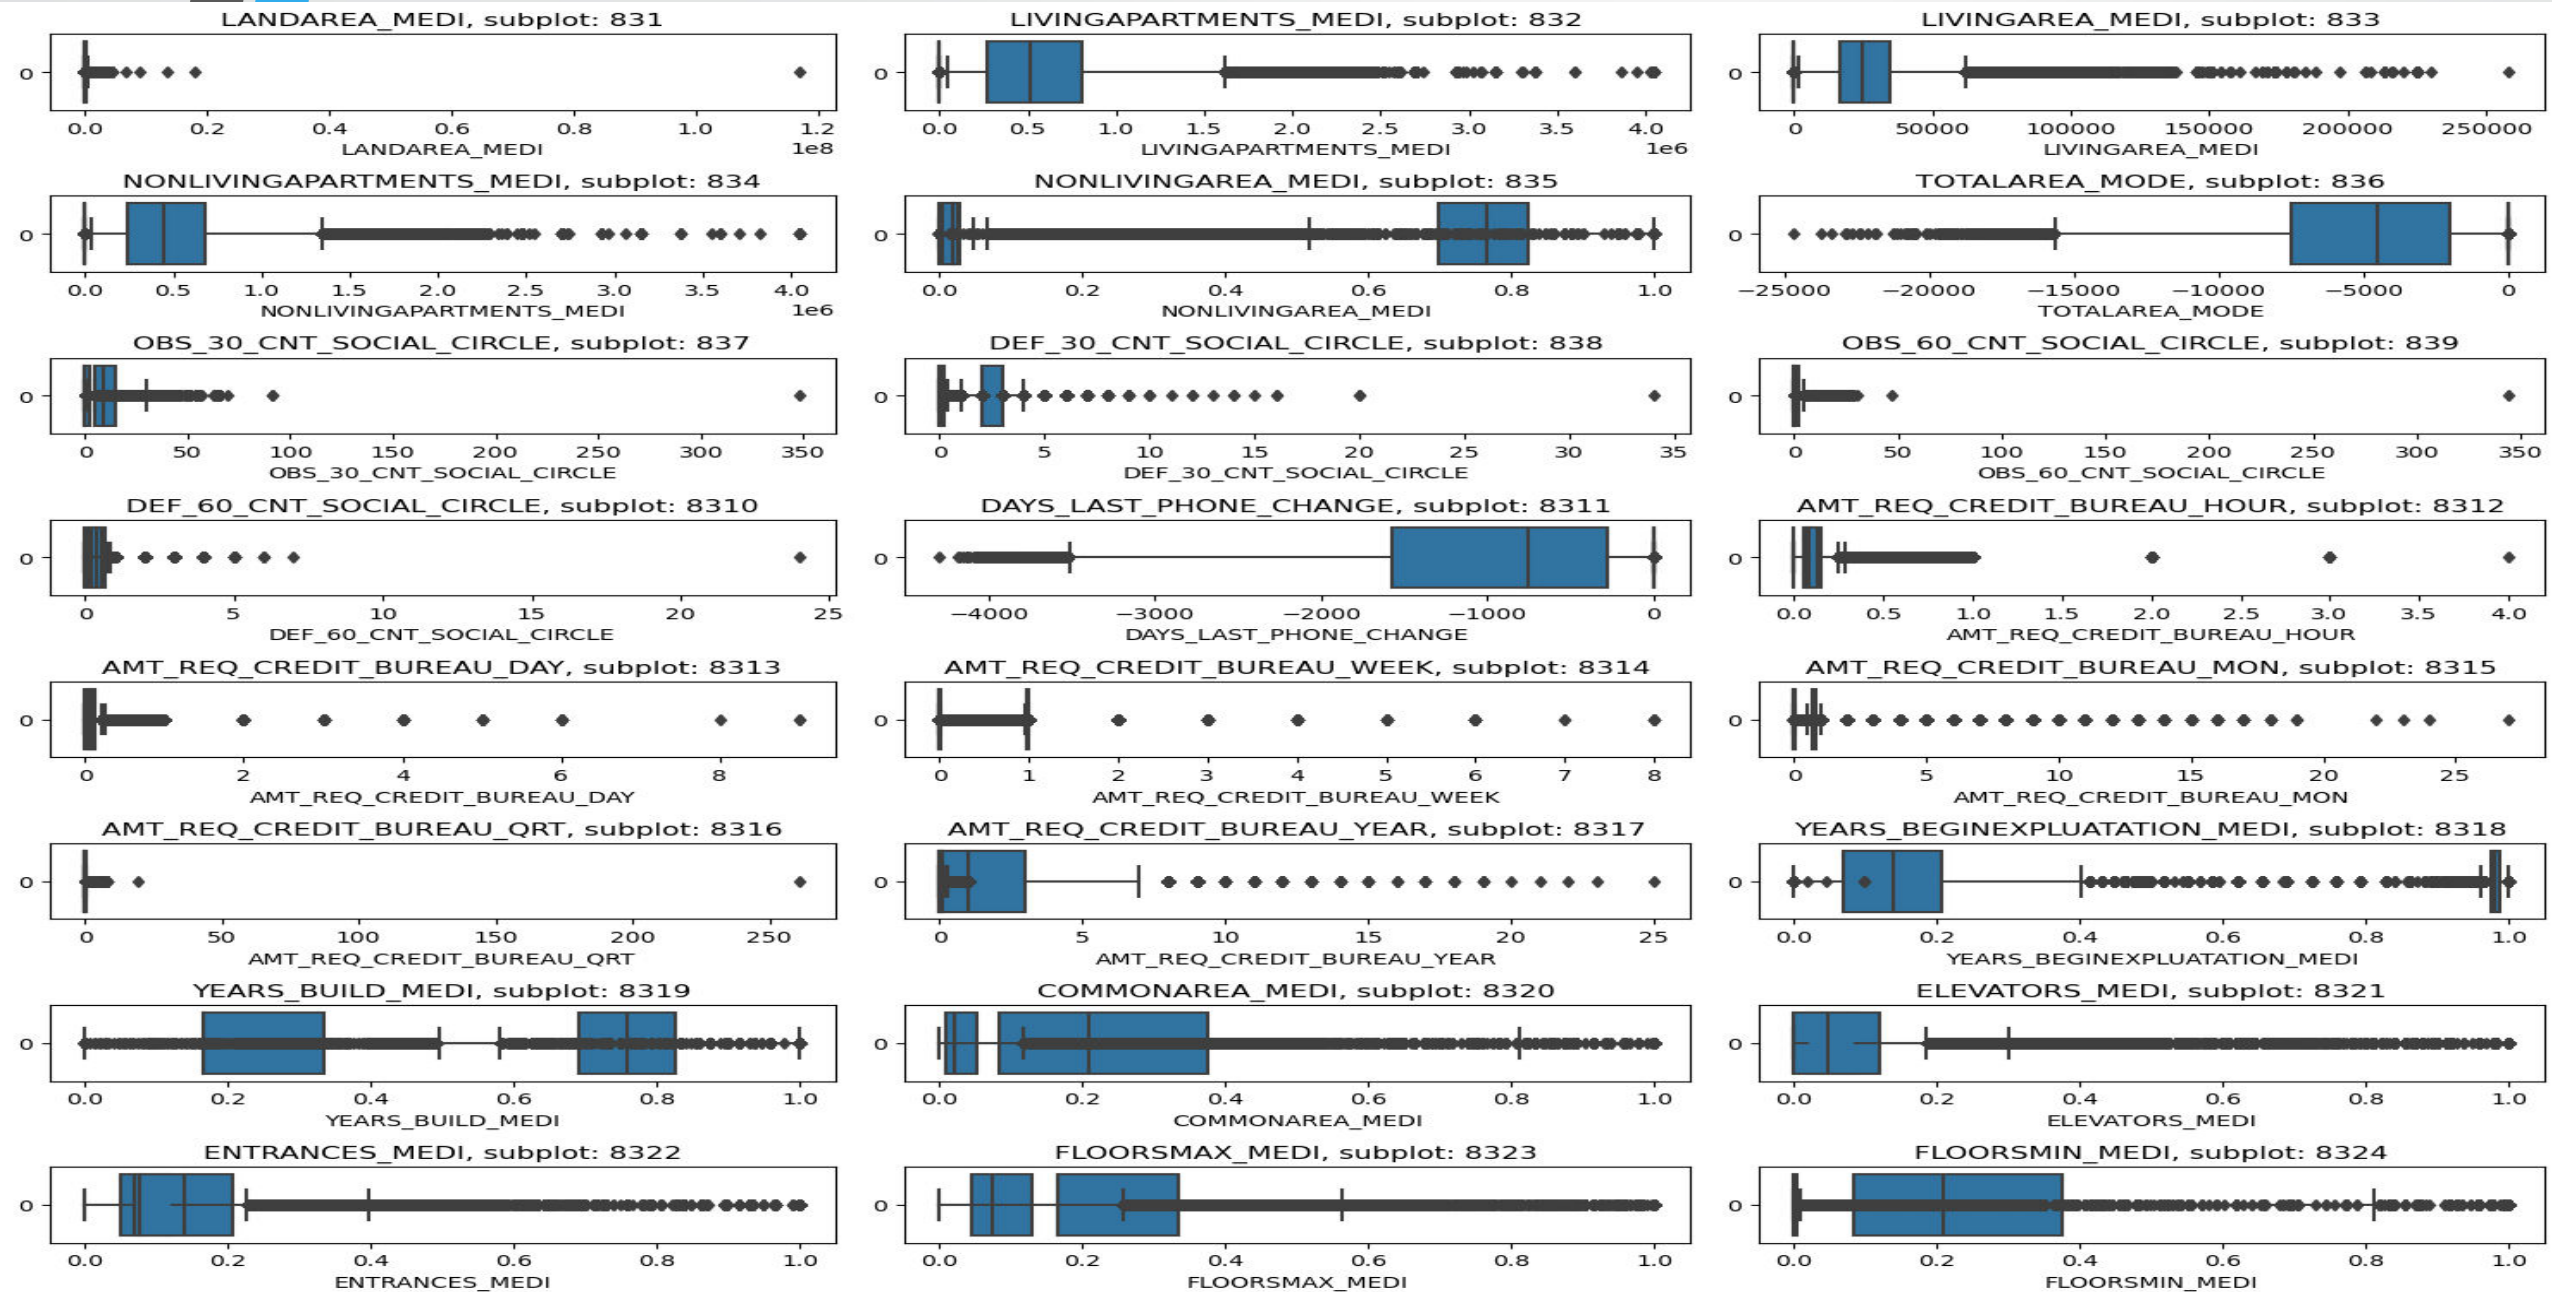 LANDAREA_MEDI, subplot: 831
0
0.0 0.2 0.4 0.6 0.8 1.0 1.2
LANDAREA_MEDI 1e8
LIVINGAPARTMENTS_MEDI, subplot: 832
0
0.0 0.5 1.0 1.5 2.0 2.5 3.0 3.5 4.0
LIVINGAPARTMENTS_MEDI 1e6
LIVINGAREA_MEDI, subplot: 833
0
0 50000 100000 150000 200000 250000
LIVINGAREA_MEDI
NONLIVINGAPARTMENTS_MEDI, subplot: 834
0
0.0 0.5 1.0 1.5 2.0 2.5 3.0 3.5 4.0
NONLIVINGAPARTMENTS_MEDI 1e6
NONLIVINGAREA_MEDI, subplot: 835
0
0.0 0.2 0.4 0.6 0.8 1.0
NONLIVINGAREA_MEDI
TOTALAREA_MODE, subplot: 836
0
−25000 −20000 −15000 −10000 −5000 0
TOTALAREA_MODE
OBS_30_CNT_SOCIAL_CIRCLE, subplot: 837
0
0 50 100 150 200 250 300 350
OBS_30_CNT_SOCIAL_CIRCLE
DEF_30_CNT_SOCIAL_CIRCLE, subplot: 838
0
0 5 10 15 20 25 30 35
DEF_30_CNT_SOCIAL_CIRCLE
OBS_60_CNT_SOCIAL_CIRCLE, subplot: 839
0
0 50 100 150 200 250 300 350
OBS_60_CNT_SOCIAL_CIRCLE
DEF_60_CNT_SOCIAL_CIRCLE, subplot: 8310
0
0 5 10 15 20 25
DEF_60_CNT_SOCIAL_CIRCLE
DAYS_LAST_PHONE_CHANGE, subplot: 8311
0
−4000 −3000 −2000 −1000 0
DAYS_LAST_PHONE_CHANGE
AMT_REQ_CREDIT_BUREAU_HOUR, subplot: 8312
0
0.0 0.5 1.0 1.5 2.0 2.5 3.0 3.5 4.0
AMT_REQ_CREDIT_BUREAU_HOUR
AMT_REQ_CREDIT_BUREAU_DAY, subplot: 8313
0
0 2 4 6 8
AMT_REQ_CREDIT_BUREAU_DAY
AMT_REQ_CREDIT_BUREAU_WEEK, subplot: 8314
0
0 1 2 3 4 5 6 7 8
AMT_REQ_CREDIT_BUREAU_WEEK
AMT_REQ_CREDIT_BUREAU_MON, subplot: 8315
0
0 5 10 15 20 25
AMT_REQ_CREDIT_BUREAU_MON
AMT_REQ_CREDIT_BUREAU_QRT, subplot: 8316
0
0 50 100 150 200 250
AMT_REQ_CREDIT_BUREAU_QRT
AMT_REQ_CREDIT_BUREAU_YEAR, subplot: 8317
0
0 5 10 15 20 25
AMT_REQ_CREDIT_BUREAU_YEAR
YEARS_BEGINEXPLUATATION_MEDI, subplot: 8318
0
0.0 0.2 0.4 0.6 0.8 1.0
YEARS_BEGINEXPLUATATION_MEDI
YEARS_BUILD_MEDI, subplot: 8319
0
0.0 0.2 0.4 0.6 0.8 1.0
YEARS_BUILD_MEDI
COMMONAREA_MEDI, subplot: 8320
0
0.0 0.2 0.4 0.6 0.8 1.0
COMMONAREA_MEDI
ELEVATORS_MEDI, subplot: 8321
0
0.0 0.2 0.4 0.6 0.8 1.0
ELEVATORS_MEDI
ENTRANCES_MEDI, subplot: 8322
0
0.0 0.2 0.4 0.6 0.8 1.0
ENTRANCES_MEDI
FLOORSMAX_MEDI, subplot: 8323
0
0.0 0.2 0.4 0.6 0.8 1.0
FLOORSMAX_MEDI
FLOORSMIN_MEDI, subplot: 8324
0
0.0 0.2 0.4 0.6 0.8 1.0
FLOORSMIN_MEDI